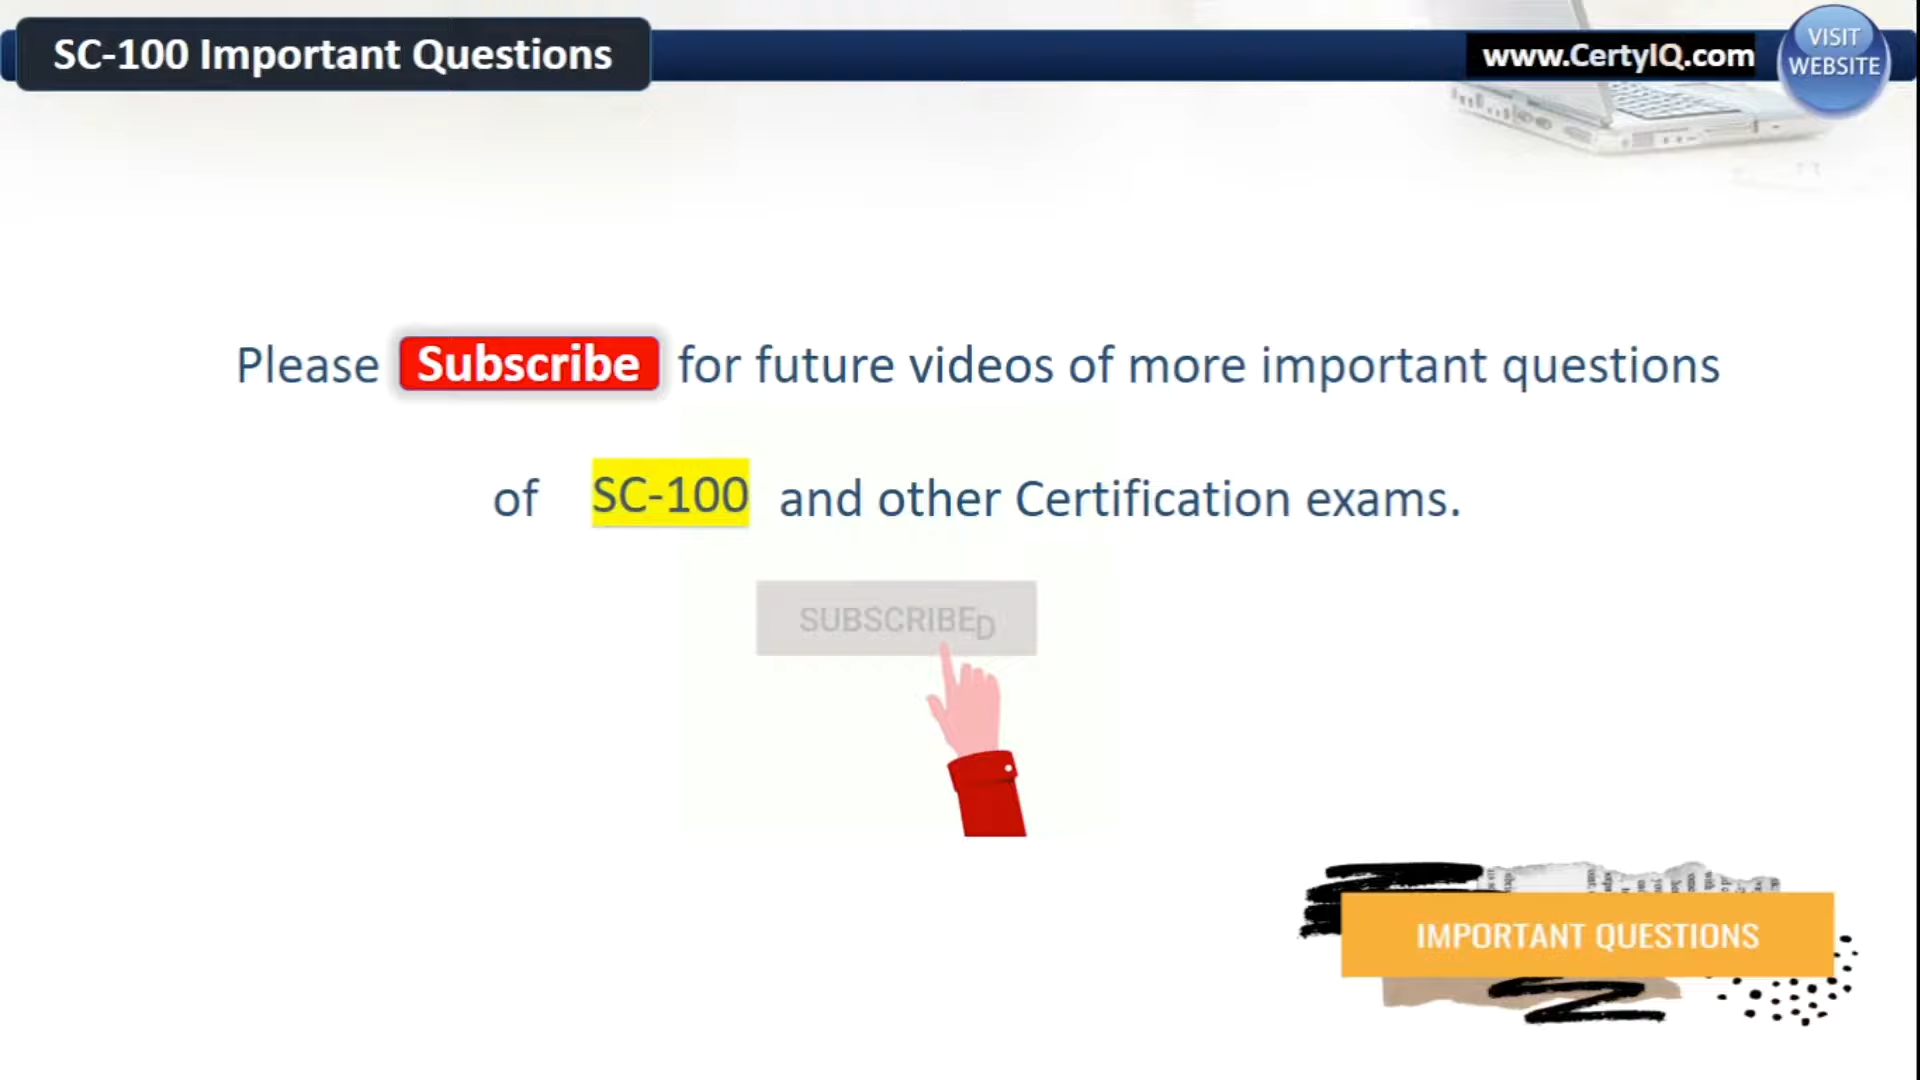 SC-100 Important Questions
www.CertyIQ.com
VISIT
WEBSITE
Please Subscribe for future videos of more important questions
of SC-100 and other Certification exams.
SUBSCRIBED
IMPORTANT QUESTIONS